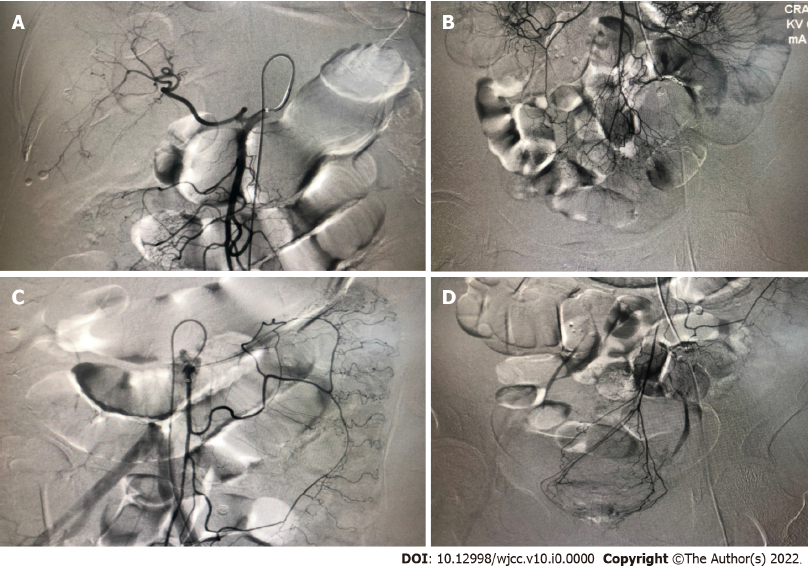 A
B
CRA
KV
mA
C
D
DOI: 10.12998/wjcc.v10.i0.0000 Copyright ©The Author(s) 2022.